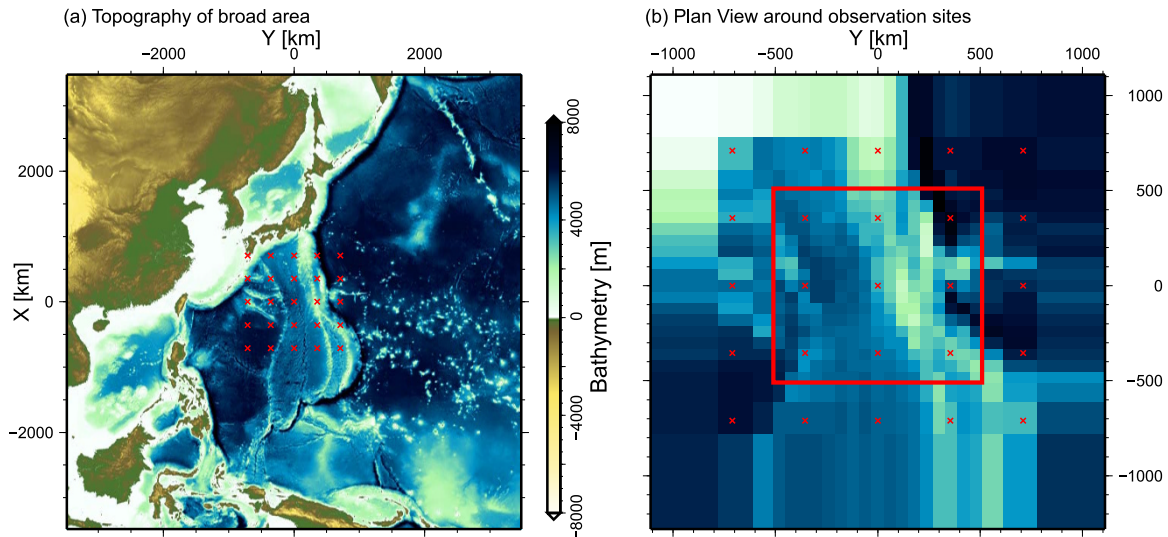 (a) Topography of broad area
Y [km]
−2000 0 2000
X [km]
2000
0
−2000
Bathymetry [m]
8000
4000
0
−4000
−8000
(b) Plan View around observation sites
Y [km]
−1000 −500 0 500 1000
1000
500
0
−500
−1000